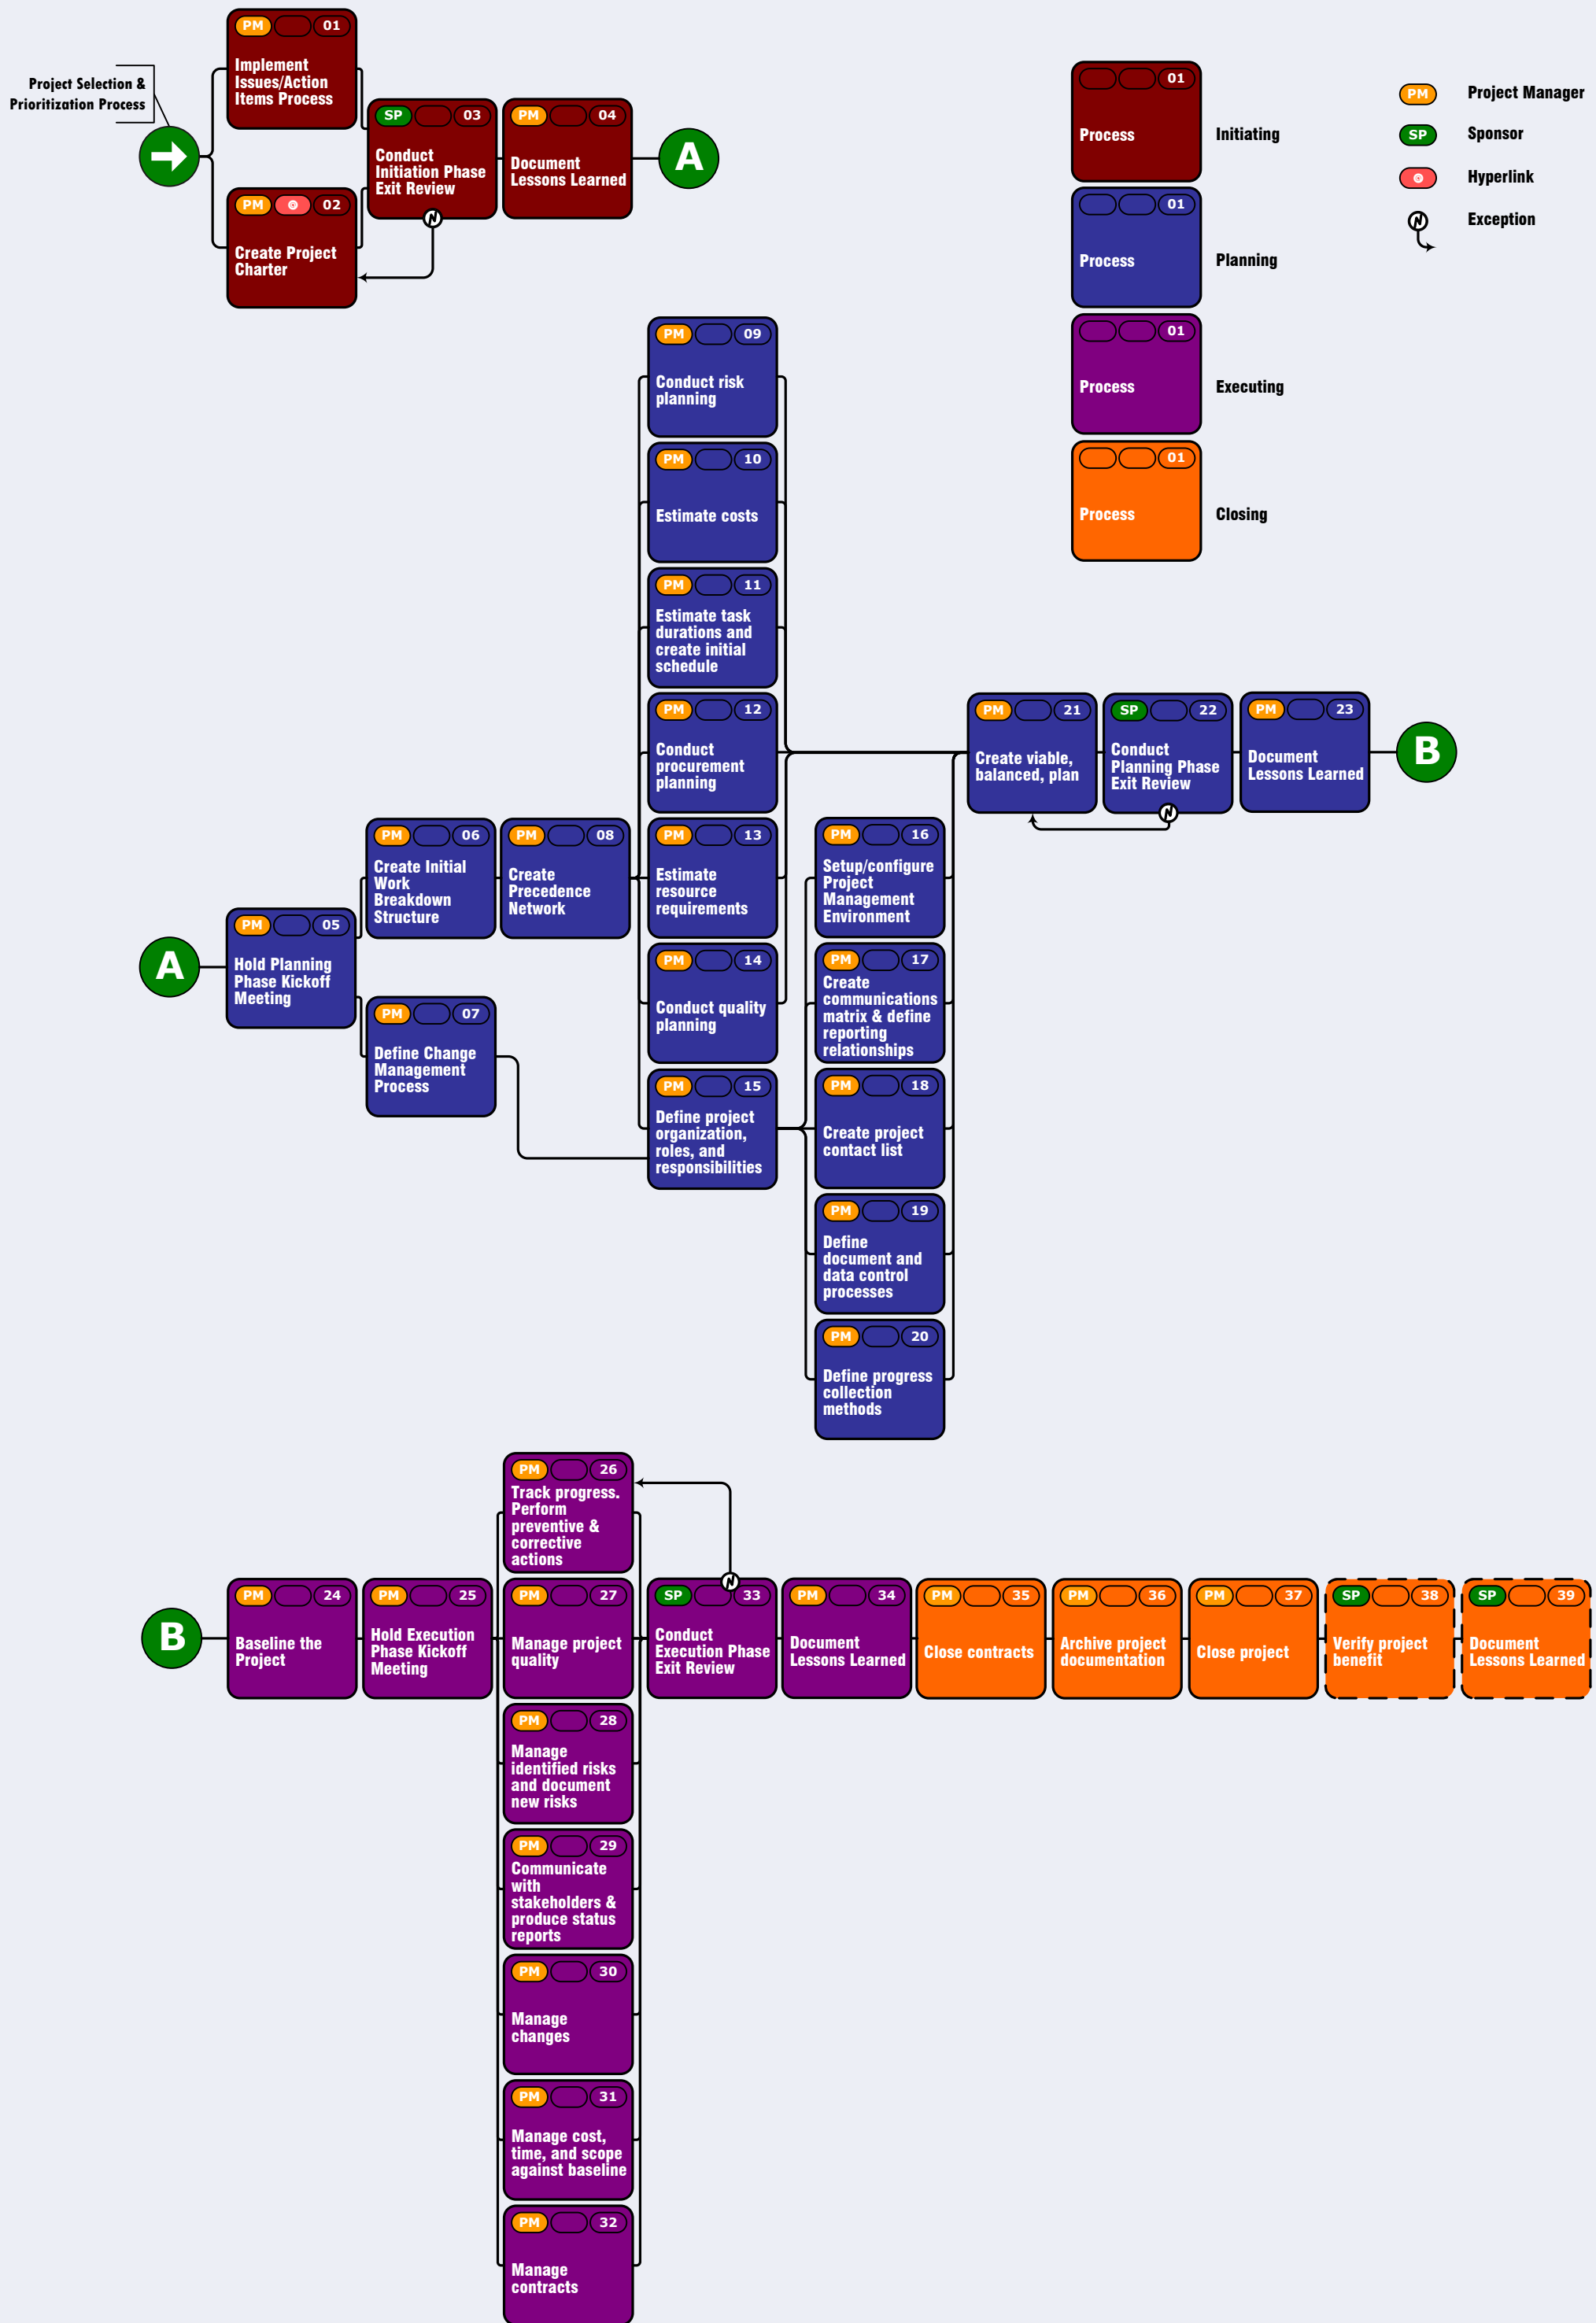 Project Selection &
Prioritization Process
PM 01
Implement
Issues/Action
Items Process
PM 02
Create Project
Charter
SP 03
Conduct
Initiation Phase
Exit Review
PM 04
Document
Lessons Learned
A
01
Process
Initiating
01
Process
Planning
01
Process
Executing
01
Process
Closing
PM Project Manager
SP Sponsor
Hyperlink
Exception
A
PM 05
Hold Planning
Phase Kickoff
Meeting
PM 06
Create Initial
Work
Breakdown
Structure
PM 07
Define Change
Management
Process
PM 08
Create
Precedence
Network
PM 09
Conduct risk
planning
PM 10
Estimate costs
PM 11
Estimate task
durations and
create initial
schedule
PM 12
Conduct
procurement
planning
PM 13
Estimate
resource
requirements
PM 14
Conduct quality
planning
PM 15
Define project
organization,
roles, and
responsibilities
PM 16
Setup/configure
Project
Management
Environment
PM 17
Create
communications
matrix & define
reporting
relationships
PM 18
Create project
contact list
PM 19
Define
document and
data control
processes
PM 20
Define progress
collection
methods
PM 21
Create viable,
balanced, plan
SP 22
Conduct
Planning Phase
Exit Review
PM 23
Document
Lessons Learned
B
B
PM 24
Baseline the
Project
PM 25
Hold Execution
Phase Kickoff
Meeting
PM 26
Track progress.
Perform
preventive &
corrective
actions
PM 27
Manage project
quality
PM 28
Manage
identified risks
and document
new risks
PM 29
Communicate
with
stakeholders &
produce status
reports
PM 30
Manage
changes
PM 31
Manage cost,
time, and scope
against baseline
PM 32
Manage
contracts
SP 33
Conduct
Execution Phase
Exit Review
PM 34
Document
Lessons Learned
PM 35
Close contracts
PM 36
Archive project
documentation
PM 37
Close project
SP 38
Verify project
benefit
SP 39
Document
Lessons Learned